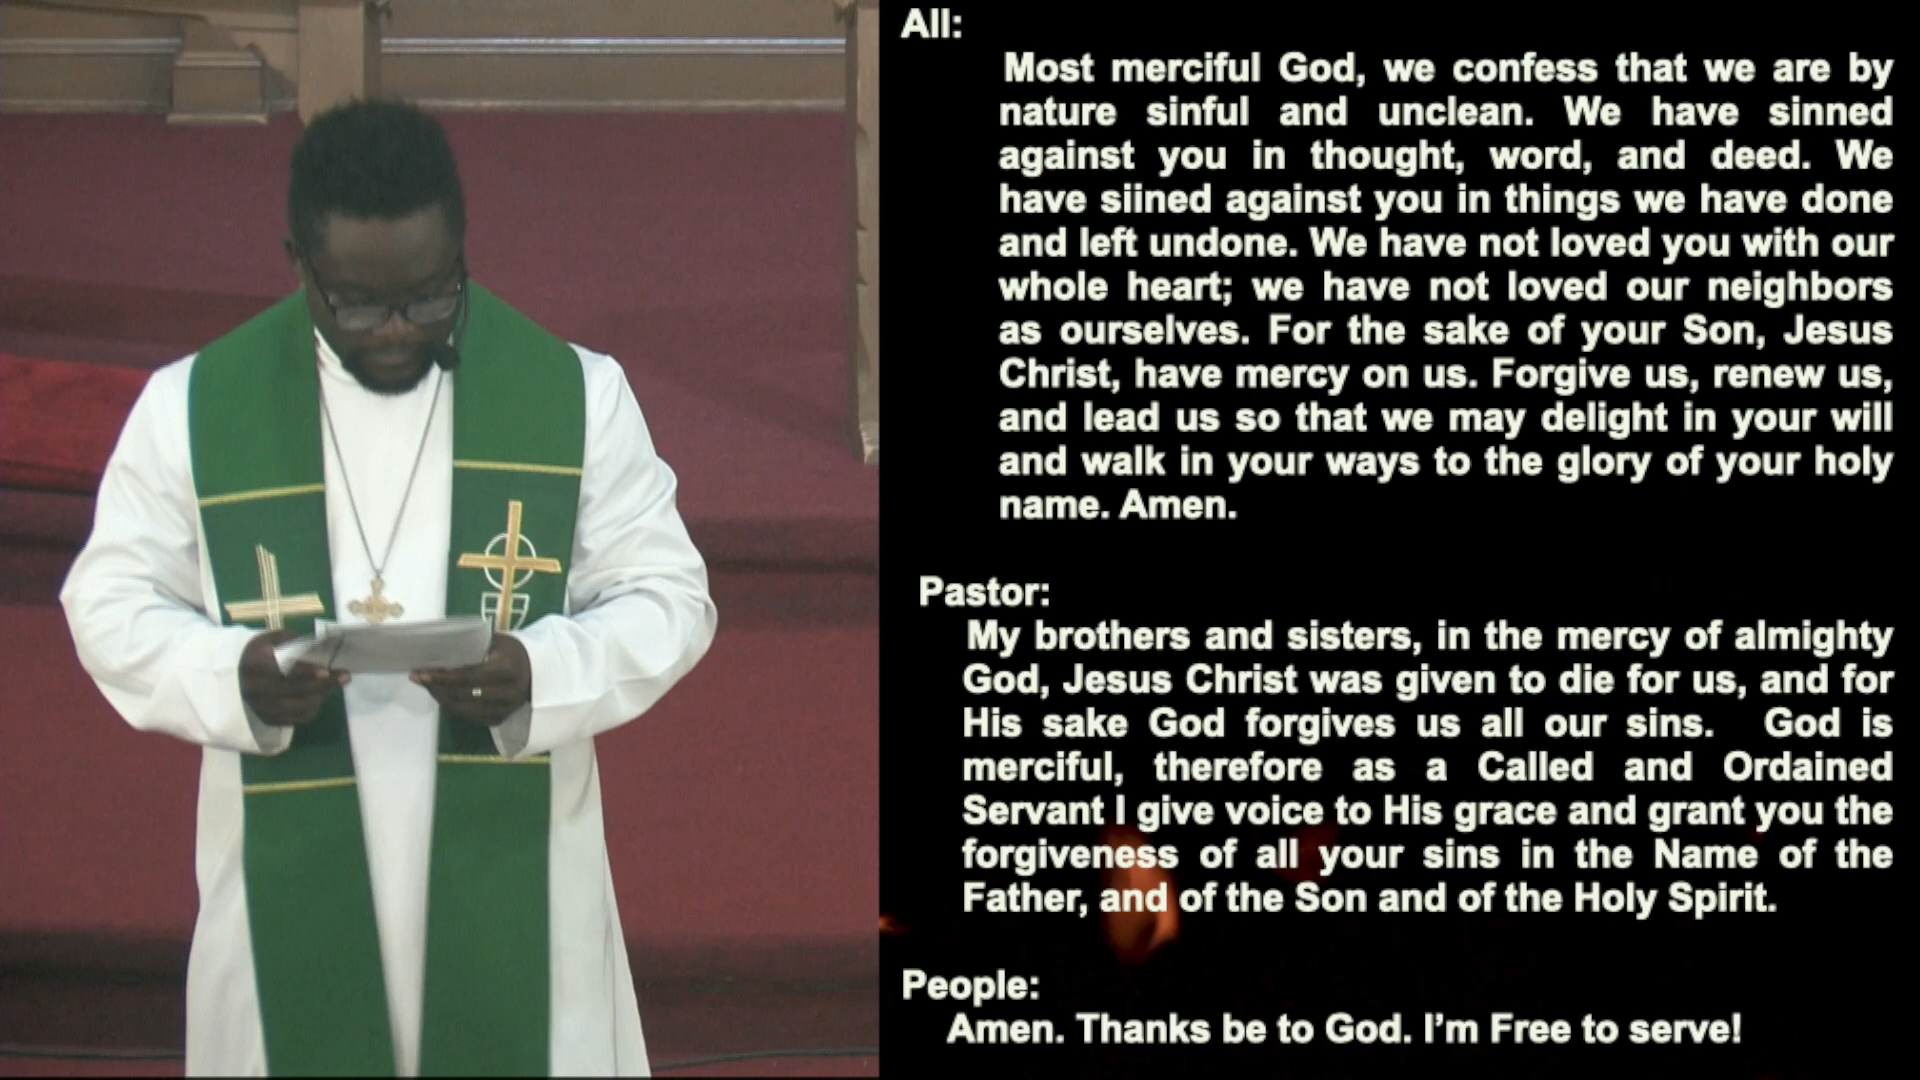 All:
Most merciful God, we confess that we are by
nature sinful and unclean. We have sinned
against you in thought, word, and deed. We
have siined against you in things we have done
and left undone. We have not loved you with our
whole heart; we have not loved our neighbors
as ourselves. For the sake of your Son, Jesus
Christ, have mercy on us. Forgive us, renew us,
and lead us so that we may delight in your will
and walk in your ways to the glory of your holy
name. Amen.
Pastor:
My brothers and sisters, in the mercy of almighty
God, Jesus Christ was given to die for us, and for
His sake God forgives us all our sins. God is
merciful, therefore as a Called and Ordained
Servant I give voice to His grace and grant you the
forgiveness of all your sins in the Name of the
Father, and of the Son and of the Holy Spirit.
People:
Amen. Thanks be to God. I'm Free to serve!